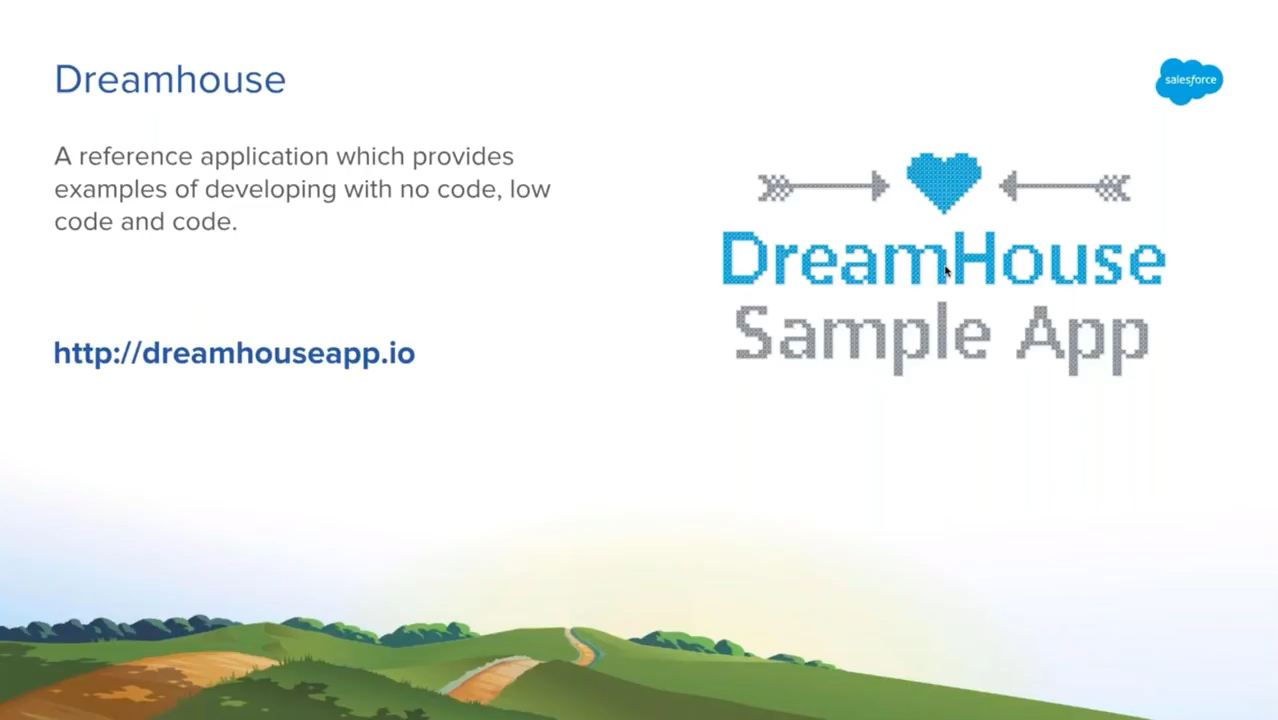 Dreamhouse
salesforce
A reference application which provides
examples of developing with no code, low
code and code.
http://dreamhouseapp.io
DreamHouse
Sample App